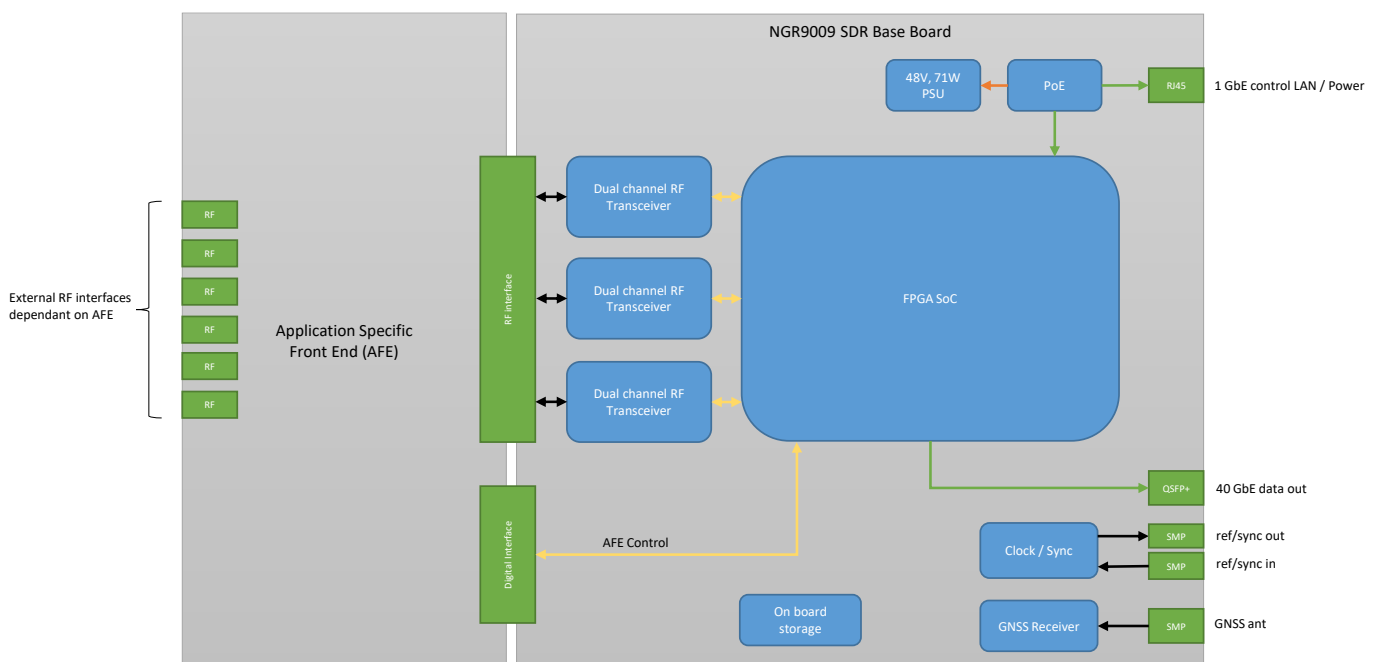 NGR9009 SDR Base Board
48V, 71W
PSU
PoE
RJ45
1 GbE control LAN / Power
External RF interfaces
dependant on AFE
RF
RF
RF
RF
RF
RF
Application Specific
Front End (AFE)
RF interface
Dual channel RF
Transceiver
Dual channel RF
Transceiver
Dual channel RF
Transceiver
FPGA SoC
Digital Interface
AFE Control
QSFP+
40 GbE data out
Clock / Sync
SMP
ref/sync out
SMP
ref/sync in
On board
storage
GNSS Receiver
SMP
GNSS ant